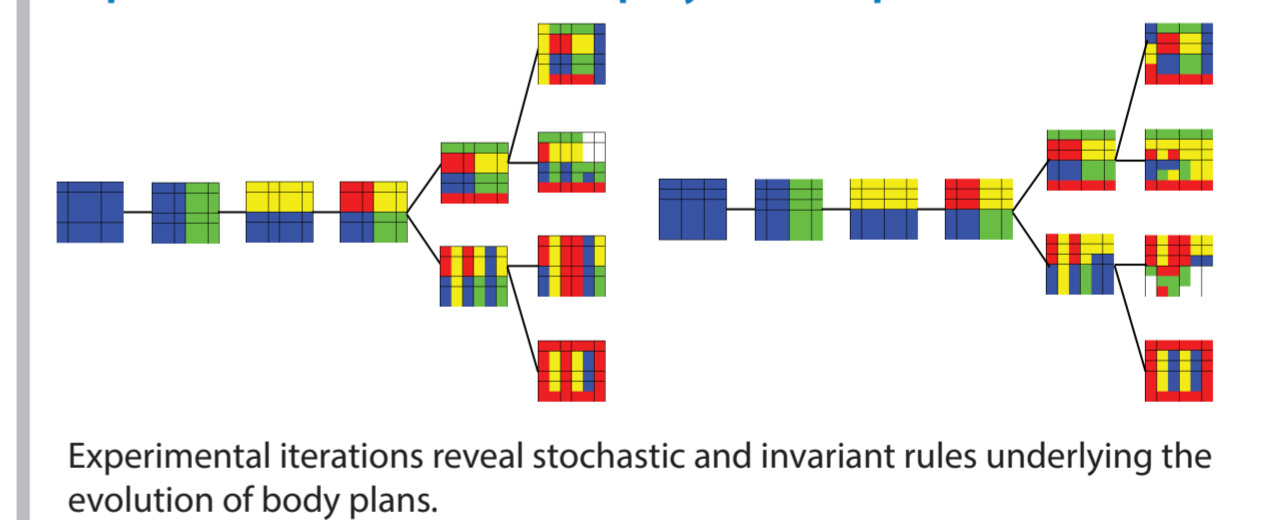 Experimental iterations reveal stochastic and invariant rules underlying the
evolution of body plans.